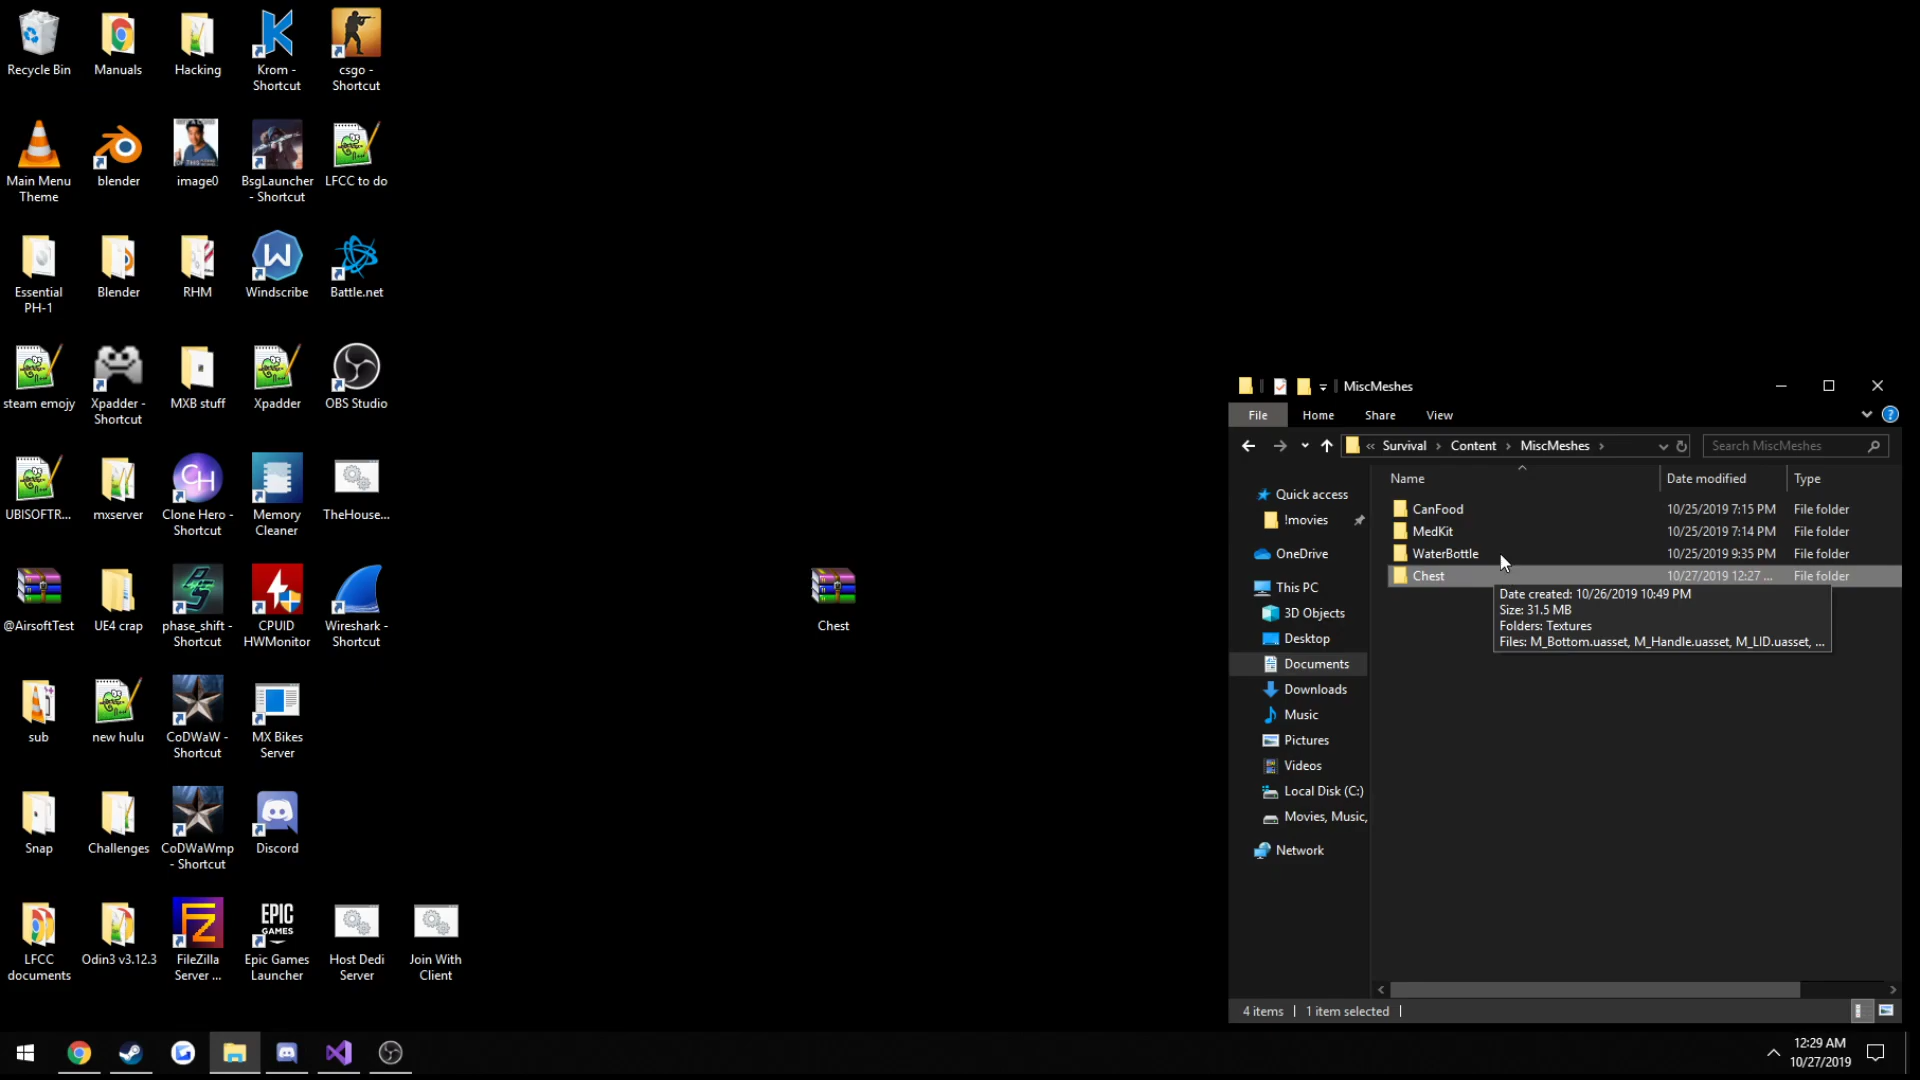 Recycle Bin
Manuals
Hacking
Krom -
Shortcut
csgo -
Shortcut
Main Menu
Theme
blender
image0
BsgLauncher
- Shortcut
LFCC to do
Essential
PH-1
Blender
RHM
Windscribe
Battle.net
steam emojy
Xpadder -
Shortcut
MXB stuff
Xpadder
OBS Studio
UBISOFTR...
mxserver
CH
Clone Hero -
Shortcut
Memory
Cleaner
TheHouse...
@AirsoftTest
UE4 crap
phase_shift -
Shortcut
CPUID
HWMonitor
Wireshark -
Shortcut
Chest
sub
new hulu
CoDWaW -
Shortcut
MX Bikes
Server
Snap
Challenges
CoDWaWmp
- Shortcut
Discord
LFCC
documents
Odin3 v3.12.3
FileZilla
Server ...
EPIC
GAMES
Epic Games
Launcher
Host Dedi
Server
Join With
Client
MiscMeshes
File
Home
Share
View
« Survival › Content › MiscMeshes ›
Search MiscMeshes
Name
Date modified
Type
CanFood 10/25/2019 7:15 PM File folder
MedKit 10/25/2019 7:14 PM File folder
WaterBottle 10/25/2019 9:35 PM File folder
Chest 10/27/2019 12:27 ... File folder
Date created: 10/26/2019 10:49 PM
Size: 31.5 MB
Folders: Textures
Files: M_Bottom.uasset, M_Handle.uasset, M_LID.uasset, ...
Quick access
!movies
OneDrive
This PC
3D Objects
Desktop
Documents
Downloads
Music
Pictures
Videos
Local Disk (C:)
Movies, Music,
Network
4 items
1 item selected
12:29 AM
10/27/2019